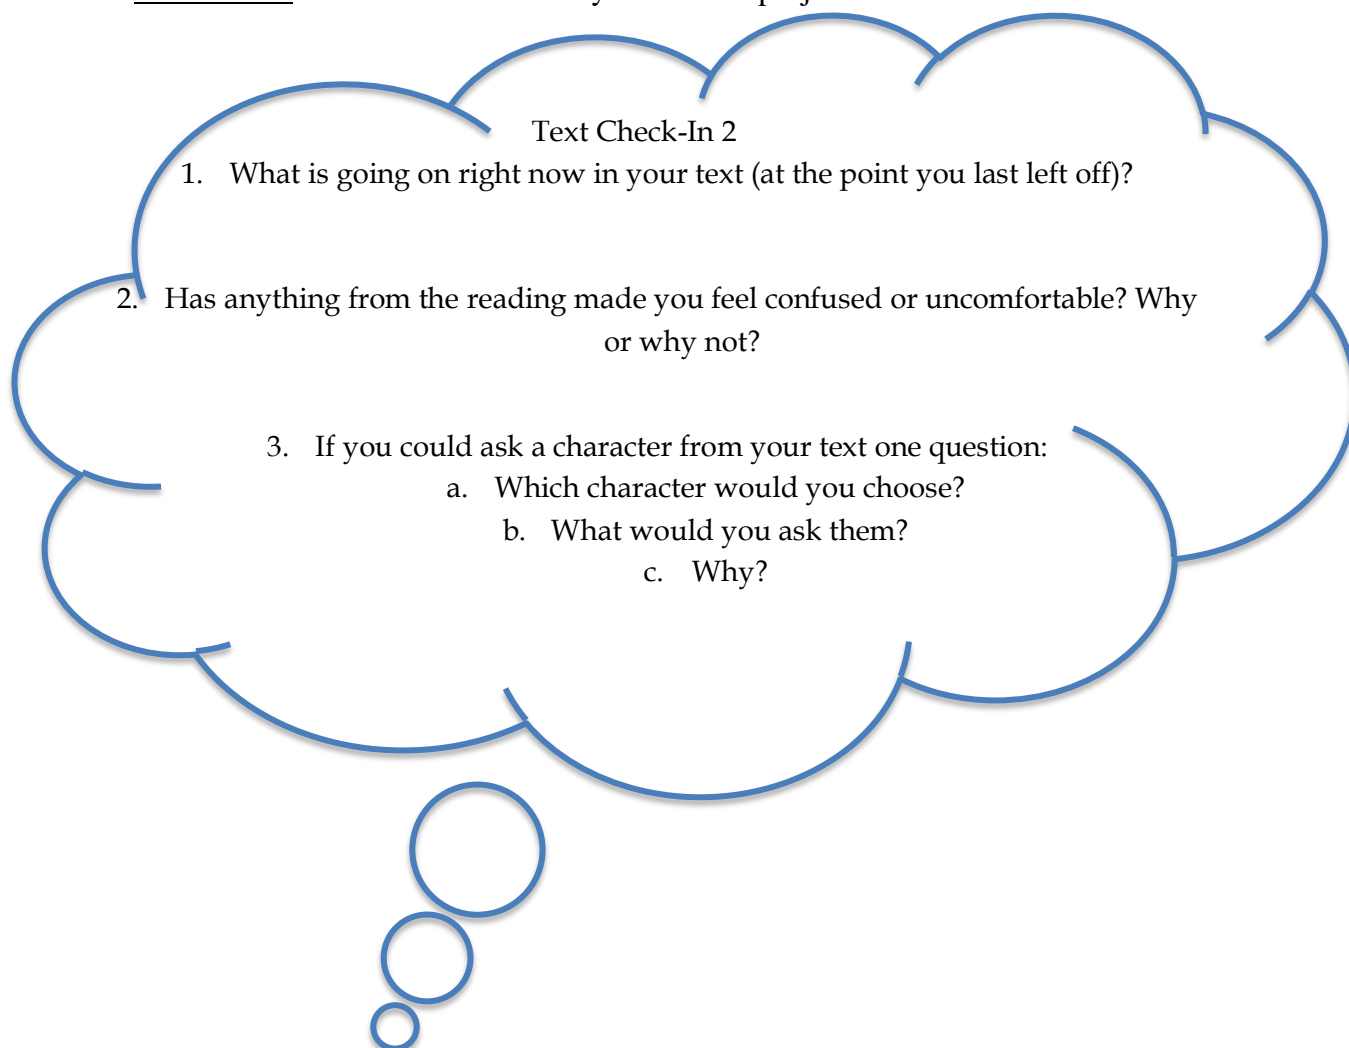 Text Check-In 2
1. What is going on right now in your text (at the point you last left off)?
2. Has anything from the reading made you feel confused or uncomfortable? Why
or why not?
3. If you could ask a character from your text one question:
a. Which character would you choose?
b. What would you ask them?
c. Why?